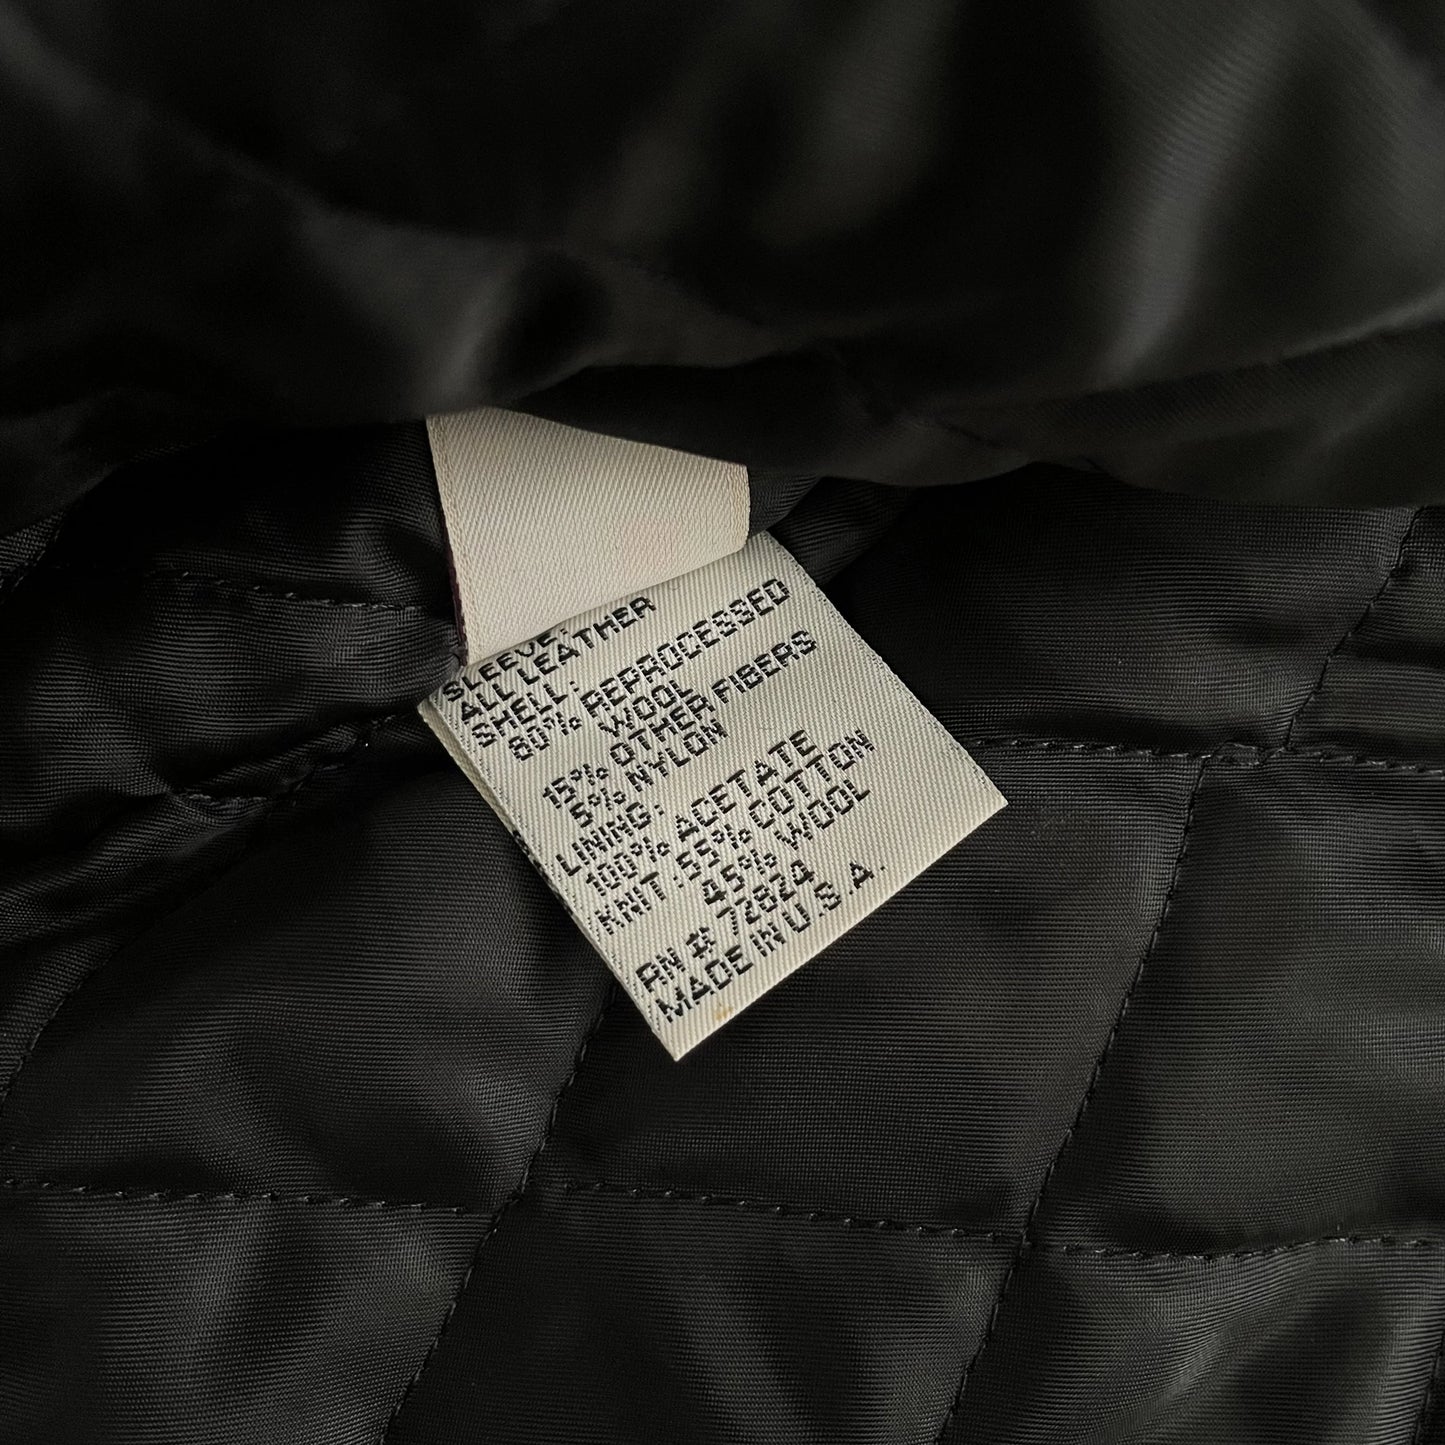 SLEEVE:
ALL LEATHER
SHELL:
80% REPROCESSED
WOOL
15% OTHER FIBERS
5% NYLON
LINING:
100% ACETATE
KNIT: 55% COTTON
45% WOOL
RN # 72824
MADE IN U.S.A.